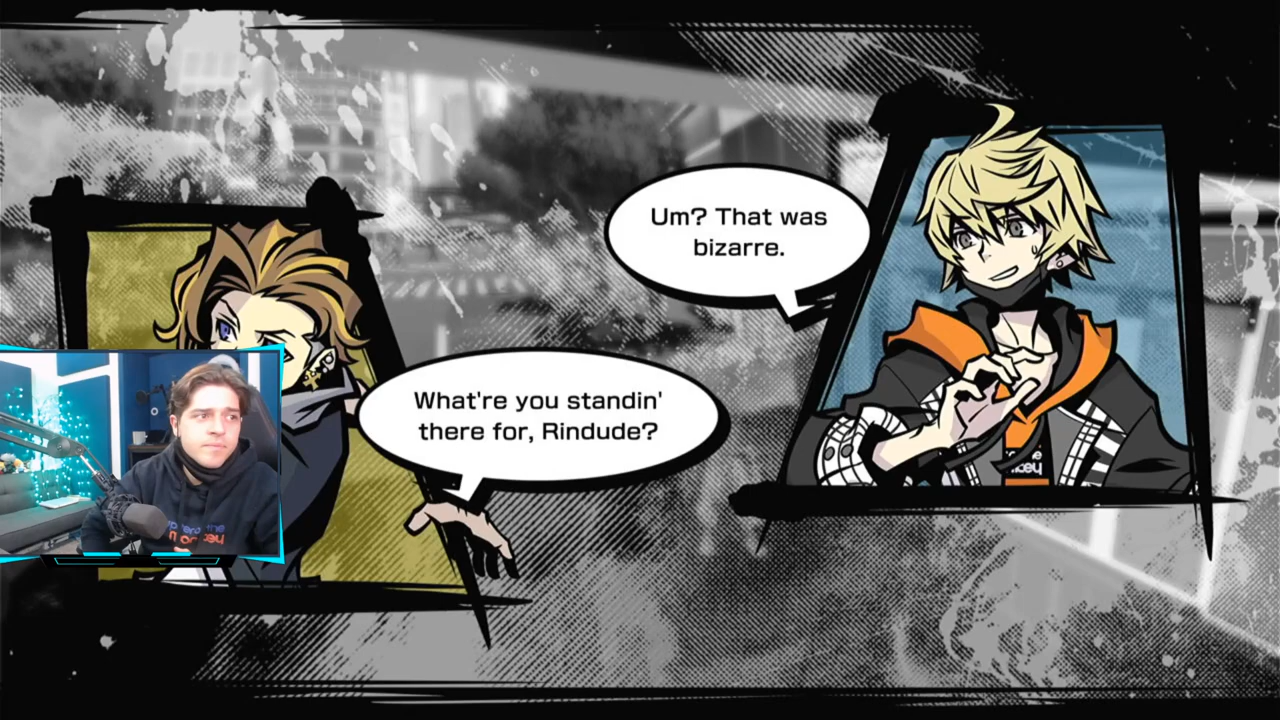 Um? That was
bizarre.
What're you standin'
there for, Rindude?